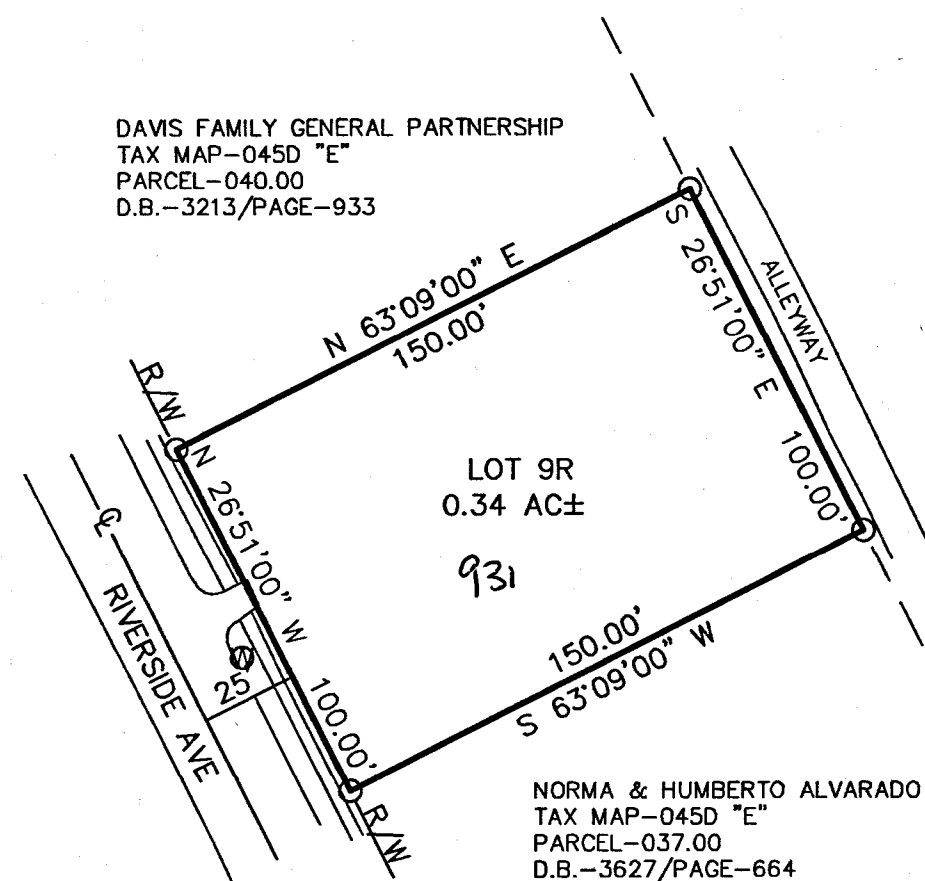 DAVIS FAMILY GENERAL PARTNERSHIP
TAX MAP-045D "E"
PARCEL-040.00
D.B.-3213/PAGE-933
N 63°09'00" E
150.00'
S 26°51'00" E 100.00'
ALLEYWAY
R/W
N 26°51'00" W 100.00'
LOT 9R
0.34 AC±
931
℄
RIVERSIDE AVE
W
25
150.00'
S 63°09'00" W
R/W
NORMA & HUMBERTO ALVARADO
TAX MAP-045D "E"
PARCEL-037.00
D.B.-3627/PAGE-664